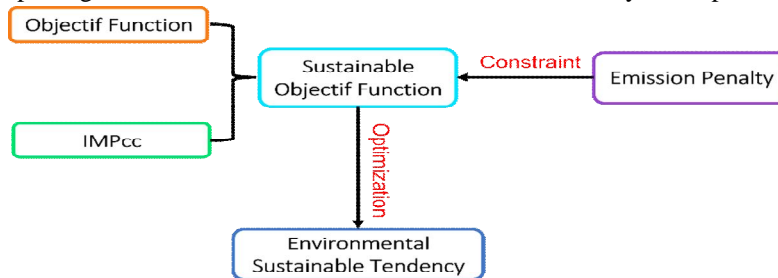 Objectif Function
Sustainable
Objectif Function
Constraint
Emission Penalty
IMPcc
Optimization
Environmental
Sustainable Tendency